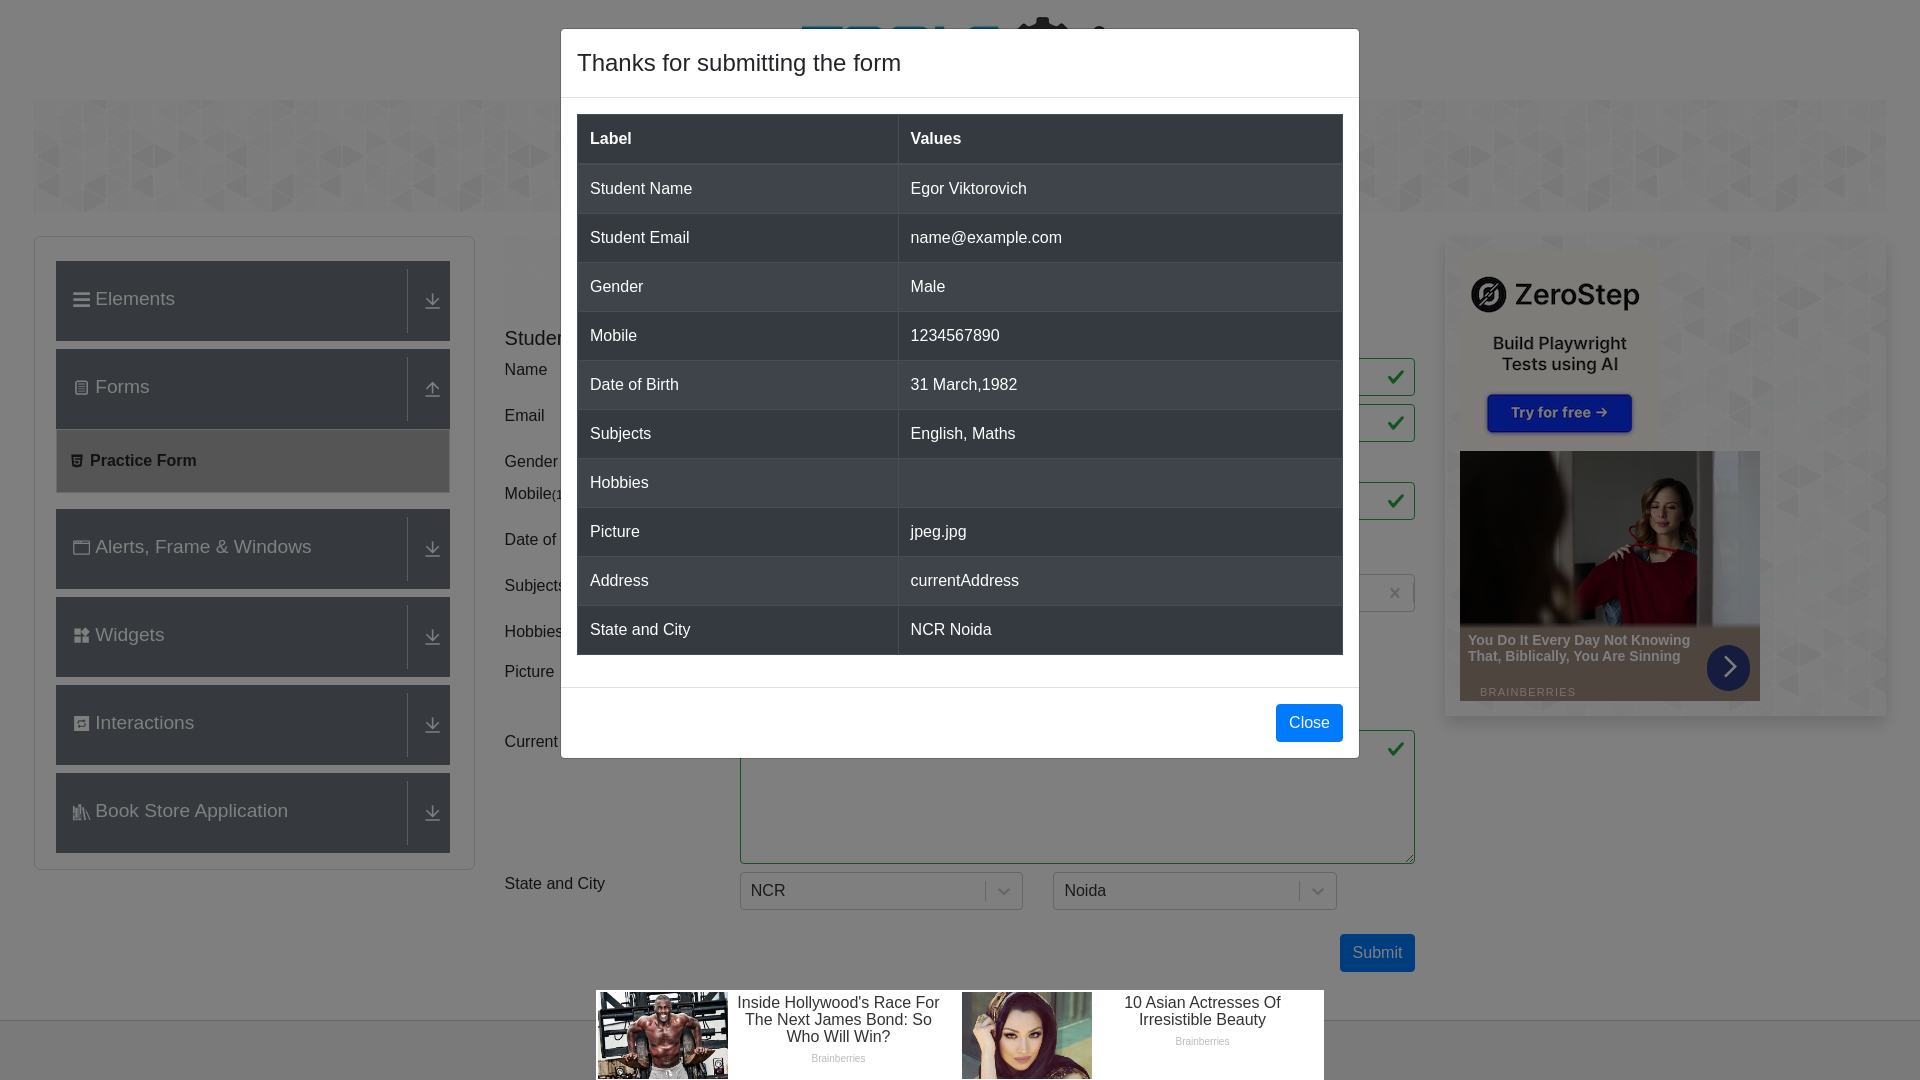 Thanks for submitting the form
Label Values
Student Name Egor Viktorovich
Student Email name@example.com
Gender Male
Mobile 1234567890
Date of Birth 31 March,1982
Subjects English, Maths
Hobbies
Picture jpeg.jpg
Address currentAddress
State and City NCR Noida
Close
Elements
Forms
Practice Form
Alerts, Frame & Windows
Widgets
Interactions
Book Store Application
Name
Email
Gender
Date of
Picture
Current
State and City
NCR
Noida
Submit
ZeroStep
Build Playwright
Tests using AI
Try for free →
You Do It Every Day Not Knowing
That, Biblically, You Are Sinning
BRAINBERRIES
Inside Hollywood's Race For
The Next James Bond: So
Who Will Win?
Brainberries
10 Asian Actresses Of
Irresistible Beauty
Brainberries